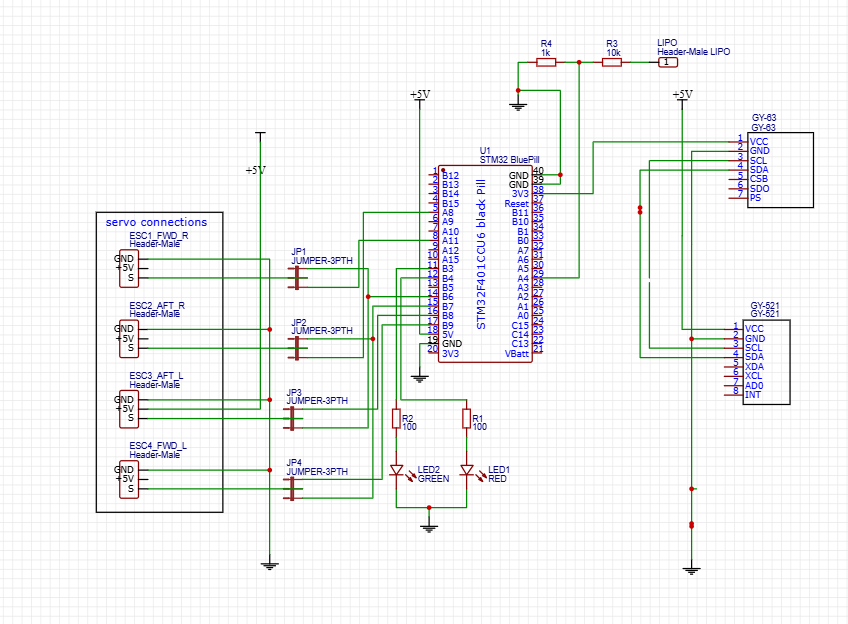 R4
1k
R3
10k
LIPO
Header-Male LIPO
1
+5V
+5V
+5V
GY-63
GY-63
1 VCC
2 GND
3 SCL
4 SDA
5 CSB
6 SDO
7 PS
U1
STM32 BluePill
STM32F401CCU6 black Pill
1 B12
2 B13
3 B14
4 B15
5 A8
6 A9
7 A10
8 A11
9 A12
10 A15
11 B3
12 B4
13 B5
14 B6
15 B7
16 B8
17 B9
18 5V
19 GND
20 3V3
GND 40
GND 39
3V3 38
Reset 37
B11 36
B10 35
B1 34
B0 33
A7 32
A6 31
A5 30
A4 29
A3 28
A2 27
A1 26
A0 25
C15 24
C14 23
C13 22
VBatt 21
servo connections
ESC1_FWD_R
Header-Male
GND
+5V
S
ESC2_AFT_R
Header-Male
GND
+5V
S
ESC3_AFT_L
Header-Male
GND
+5V
S
ESC4_FWD_L
Header-Male
GND
+5V
S
JP1
JUMPER-3PTH
JP2
JUMPER-3PTH
JP3
JUMPER-3PTH
JP4
JUMPER-3PTH
R2
100
R1
100
LED2
GREEN
LED1
RED
GY-521
GY-521
1 VCC
2 GND
3 SCL
4 SDA
5 XDA
6 XCL
7 AD0
8 INT